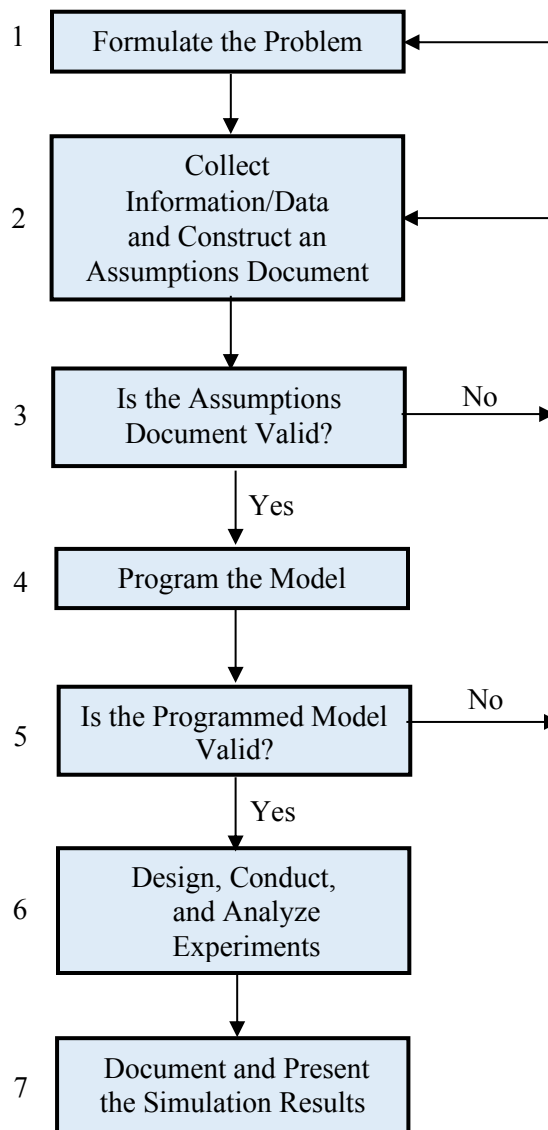 1
Formulate the Problem
2
Collect
Information/Data
and Construct an
Assumptions Document
3
Is the Assumptions
Document Valid?
No
Yes
4
Program the Model
5
Is the Programmed Model
Valid?
No
Yes
6
Design, Conduct,
and Analyze
Experiments
7
Document and Present
the Simulation Results